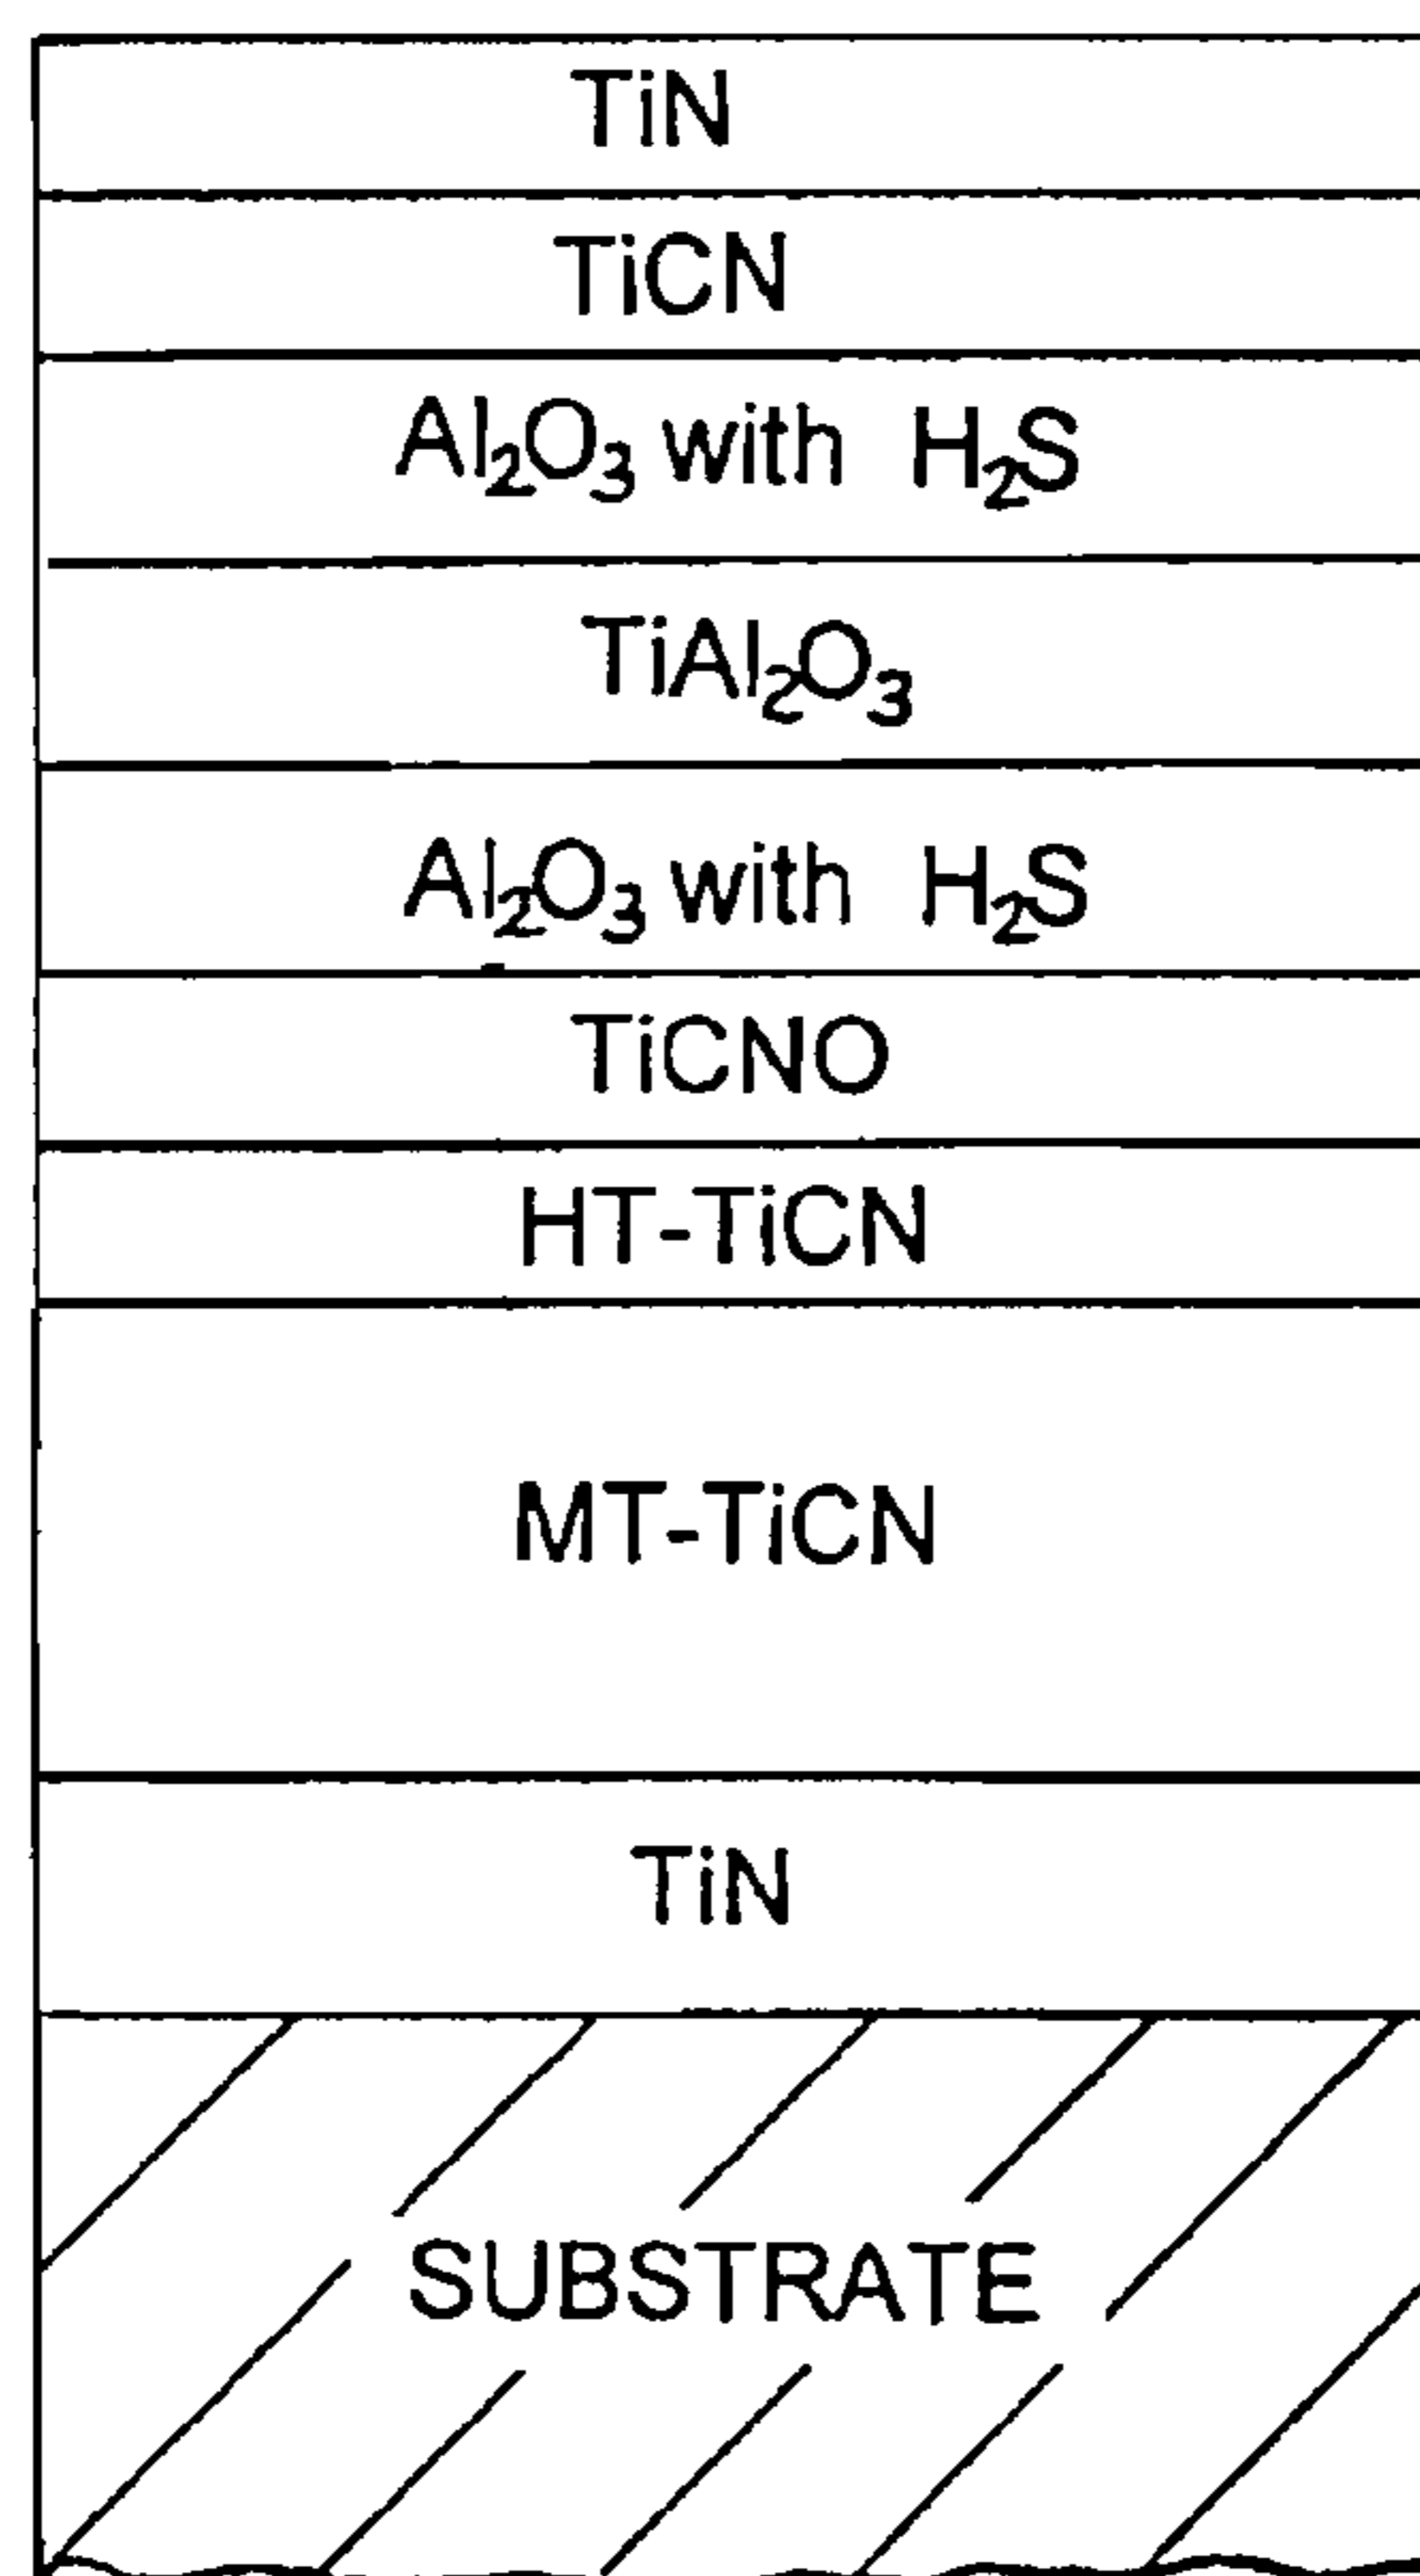 TiN
TiCN
Al₂O₃ with H₂S
TiAl₂O₃
Al₂O₃ with H₂S
TiCNO
HT-TiCN
MT-TiCN
TiN
SUBSTRATE